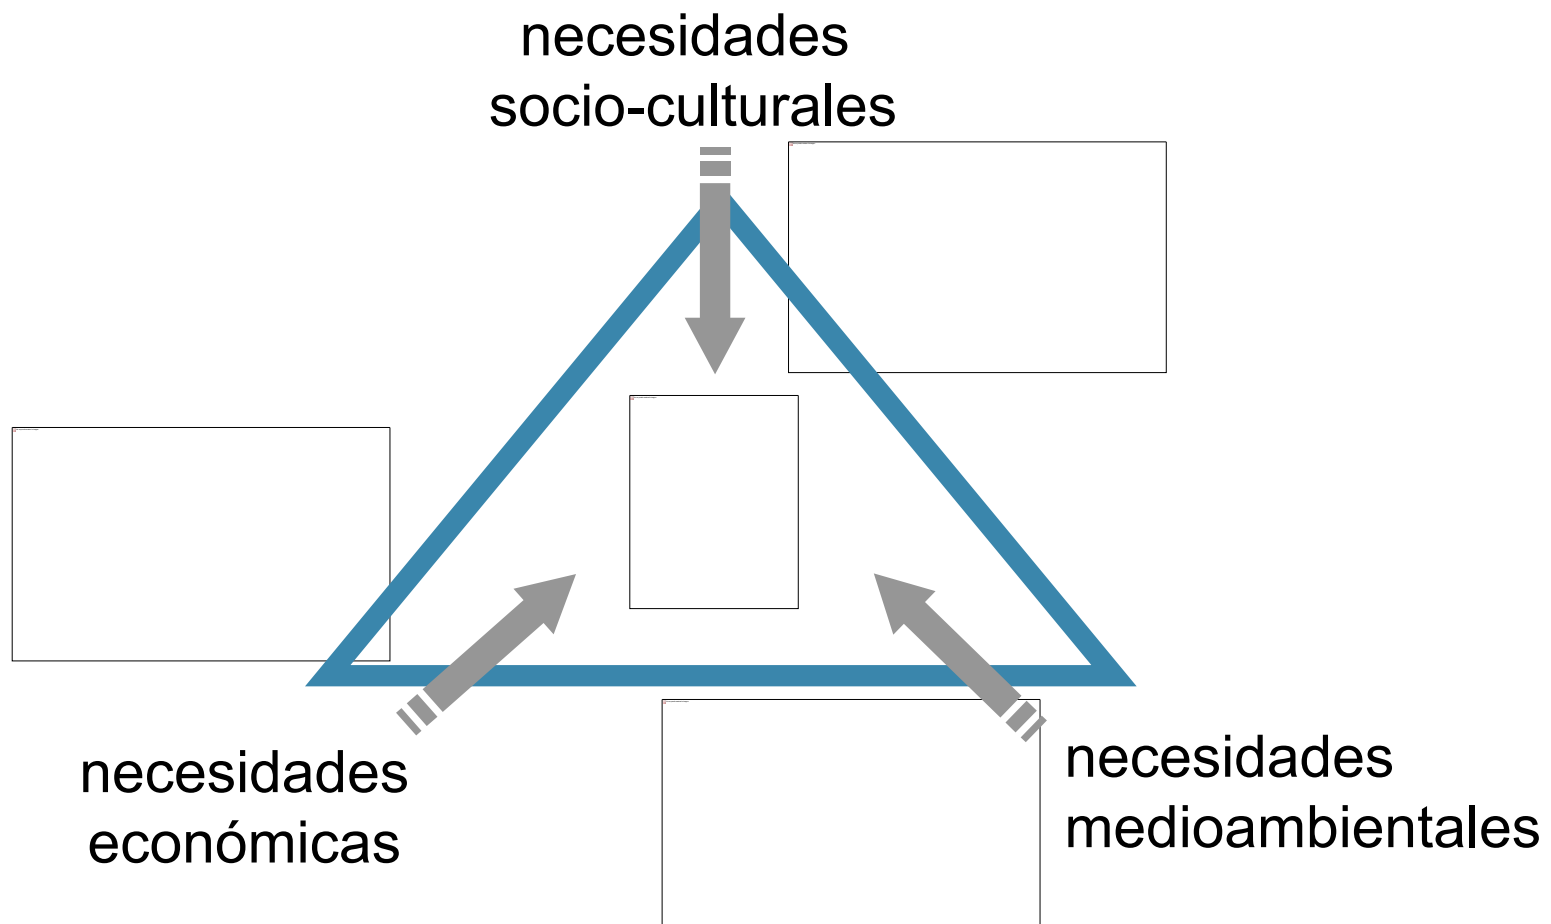 necesidades
socio-culturales
necesidades
económicas
necesidades
medioambientales